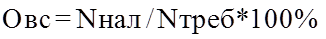 Овс = Nнал / Nтреб*100%